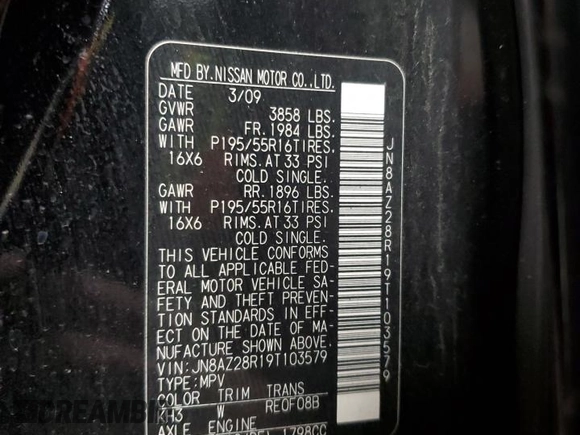 MFD BY.NISSAN MOTOR CO.,LTD.
DATE 3/09
GVWR 3858 LBS.
GAWR FR.1984 LBS.
WITH P195/55R16TIRES.
16X6 RIMS.AT 33 PSI
COLD SINGLE.
GAWR RR.1896 LBS.
WITH P195/55R16TIRES.
16X6 RIMS.AT 33 PSI
COLD SINGLE.
THIS VEHICLE CONFORMS
TO ALL APPLICABLE FED-
ERAL MOTOR VEHICLE SA-
FETY AND THEFT PREVEN-
TION STANDARDS IN EFF-
ECT ON THE DATE OF MA-
NUFACTURE SHOWN ABOVE.
VIN:JN8AZ28R19T103579
TYPE:MPV
COLOR TRIM TRANS
KH3 W RE0F08B
AXLE ENGINE
1798CC
JN8AZ28R19T103579